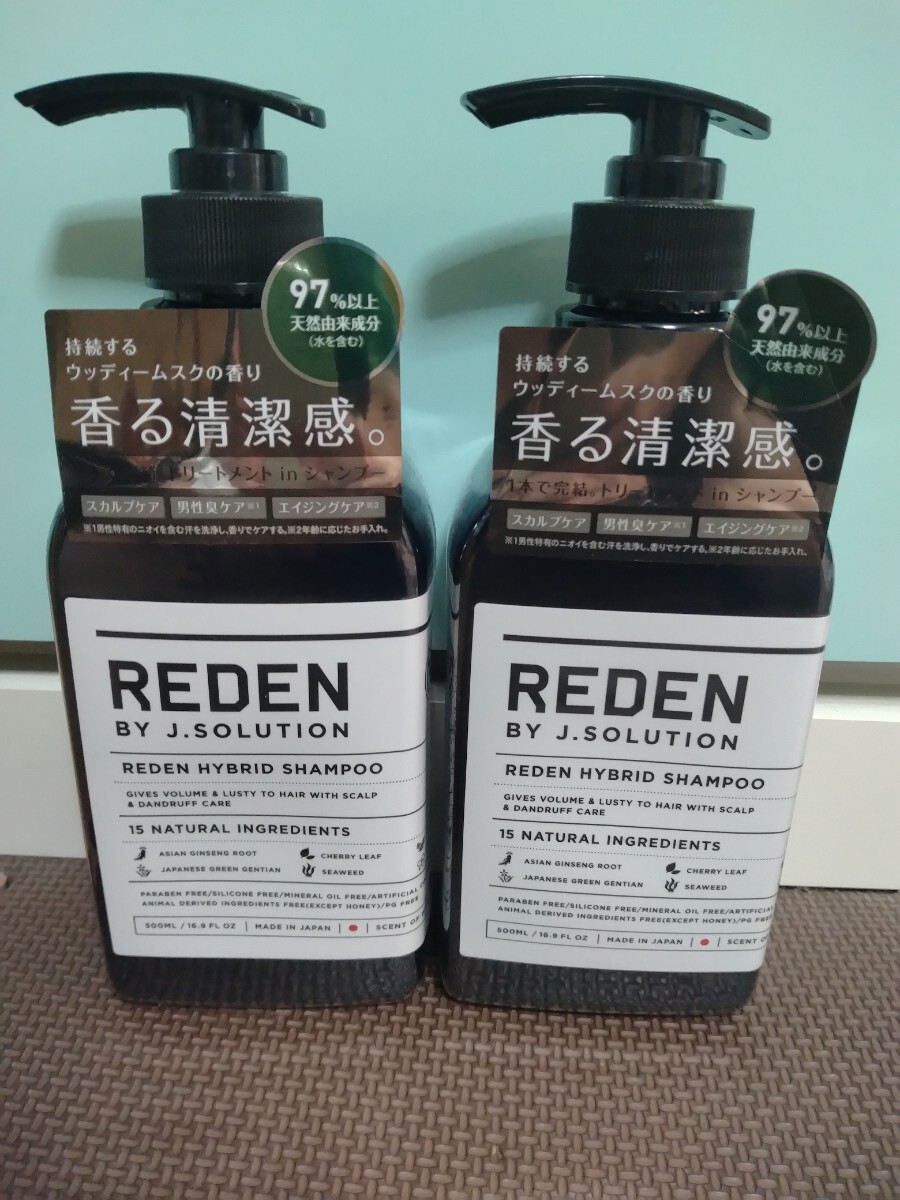 97%以上
天然由来成分
(水を含む)
持続する
ウッディームスクの香り
香る清潔感。
トリートメント in シャンプー
スカルプケア 男性臭ケア※1 エイジングケア※2
※1男性特有のニオイを含む汗を洗浄し、香りでケアする。※2年齢に応じたお手入れ。
REDEN
BY J.SOLUTION
REDEN HYBRID SHAMPOO
GIVES VOLUME & LUSTY TO HAIR WITH SCALP
& DANDRUFF CARE
15 NATURAL INGREDIENTS
ASIAN GINSENG ROOT CHERRY LEAF
JAPANESE GREEN GENTIAN SEAWEED
PARABEN FREE/SILICONE FREE/MINERAL OIL FREE/ARTIFICIAL
ANIMAL DERIVED INGREDIENTS FREE(EXCEPT HONEY)/PG FREE
500ML / 16.9 FL OZ MADE IN JAPAN SCENT OF
97%以上
天然由来成分
(水を含む)
持続する
ウッディームスクの香り
香る清潔感。
1本で完結。トリートメント in シャンプー
スカルプケア 男性臭ケア※1 エイジングケア※2
※1男性特有のニオイを含む汗を洗浄し、香りでケアする。※2年齢に応じたお手入れ。
REDEN
BY J.SOLUTION
REDEN HYBRID SHAMPOO
GIVES VOLUME & LUSTY TO HAIR WITH SCALP
& DANDRUFF CARE
15 NATURAL INGREDIENTS
ASIAN GINSENG ROOT CHERRY LEAF
JAPANESE GREEN GENTIAN SEAWEED
PARABEN FREE/SILICONE FREE/MINERAL OIL FREE/ARTIFICIAL
ANIMAL DERIVED INGREDIENTS FREE(EXCEPT HONEY)/PG FREE
500ML / 16.9 FL OZ MADE IN JAPAN SCENT OF